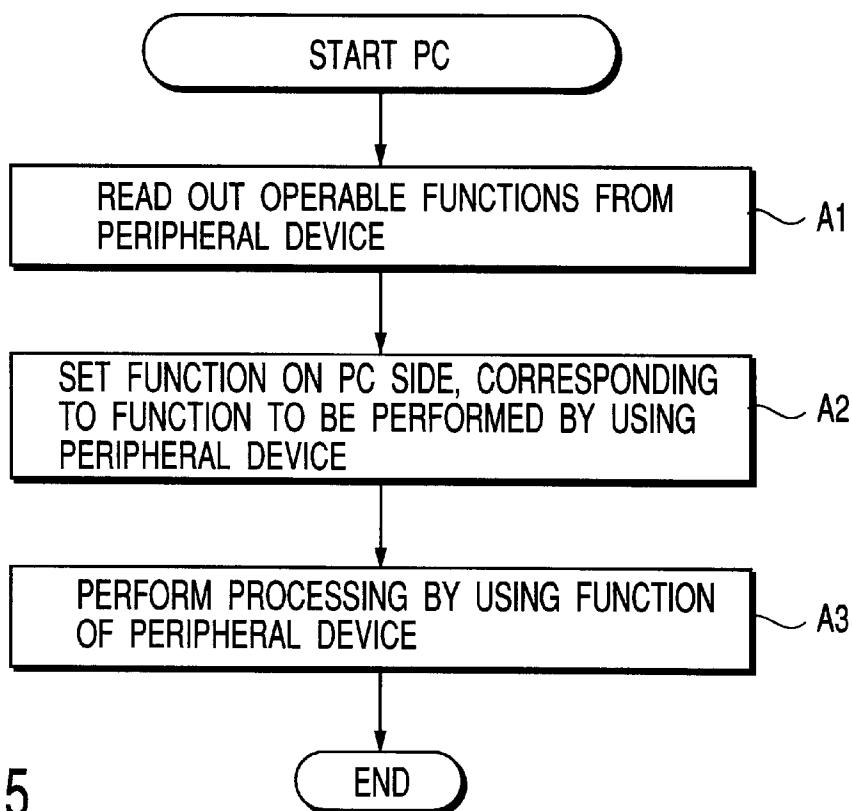 START PC
READ OUT OPERABLE FUNCTIONS FROM
PERIPHERAL DEVICE
A1
SET FUNCTION ON PC SIDE, CORRESPONDING
TO FUNCTION TO BE PERFORMED BY USING
PERIPHERAL DEVICE
A2
PERFORM PROCESSING BY USING FUNCTION
OF PERIPHERAL DEVICE
A3
END
5